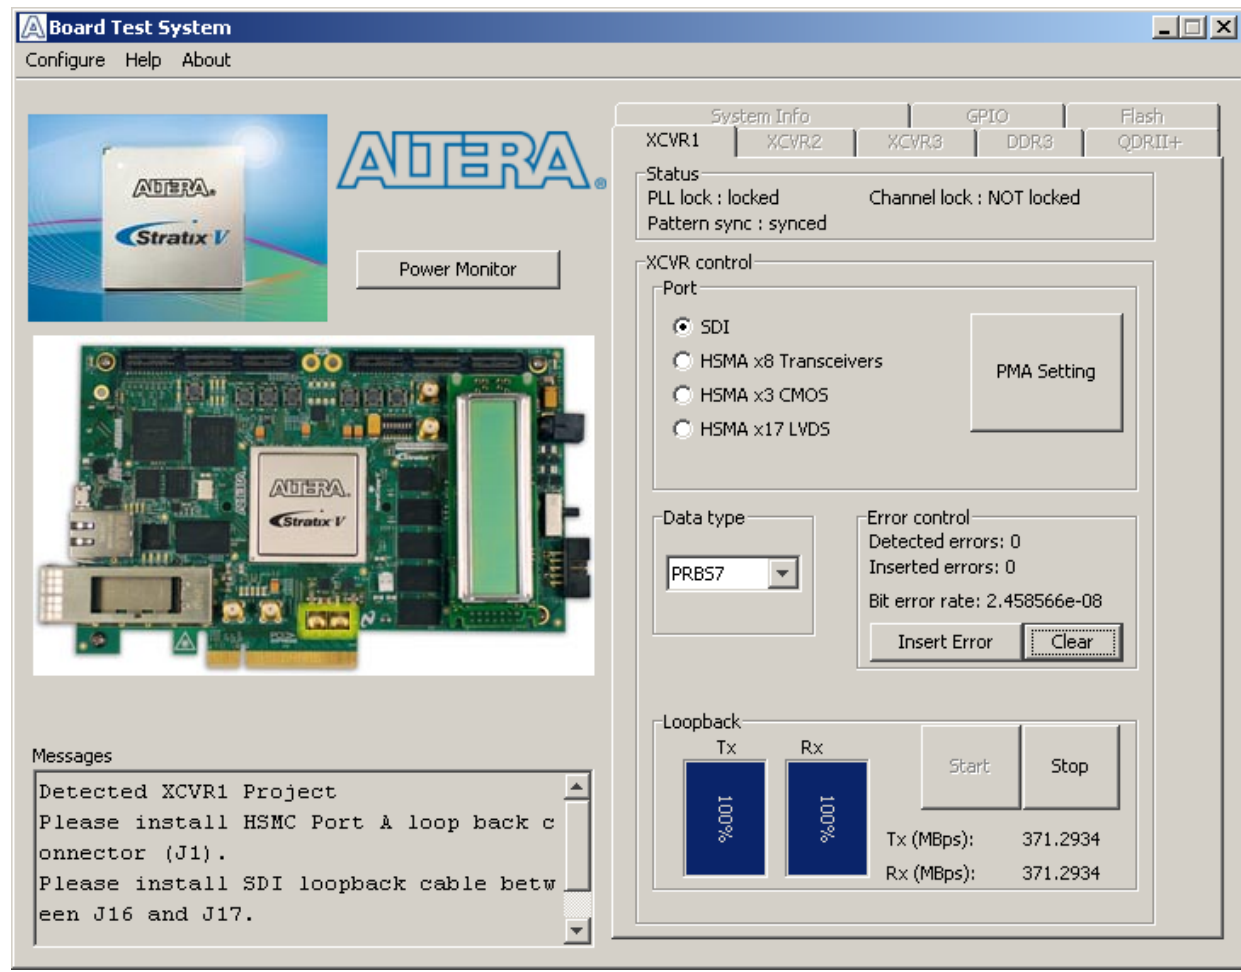 Board Test System
Configure Help About
ALTERA.
Stratix V
ALTERA®
Power Monitor
ALTERA.
Stratix V
Messages
Detected XCVR1 Project
Please install HSMC Port A loop back c
onnector (J1).
Please install SDI loopback cable betw
een J16 and J17.
System Info GPIO Flash
XCVR1 XCVR2 XCVR3 DDR3 QDRII+
Status
PLL lock : locked Channel lock : NOT locked
Pattern sync : synced
XCVR control
Port
SDI
HSMA x8 Transceivers
HSMA x3 CMOS
HSMA x17 LVDS
PMA Setting
Data type
PRBS7
Error control
Detected errors: 0
Inserted errors: 0
Bit error rate: 2.458566e-08
Insert Error Clear
Loopback
Tx Rx
100% 100%
Start Stop
Tx (MBps): 371.2934
Rx (MBps): 371.2934